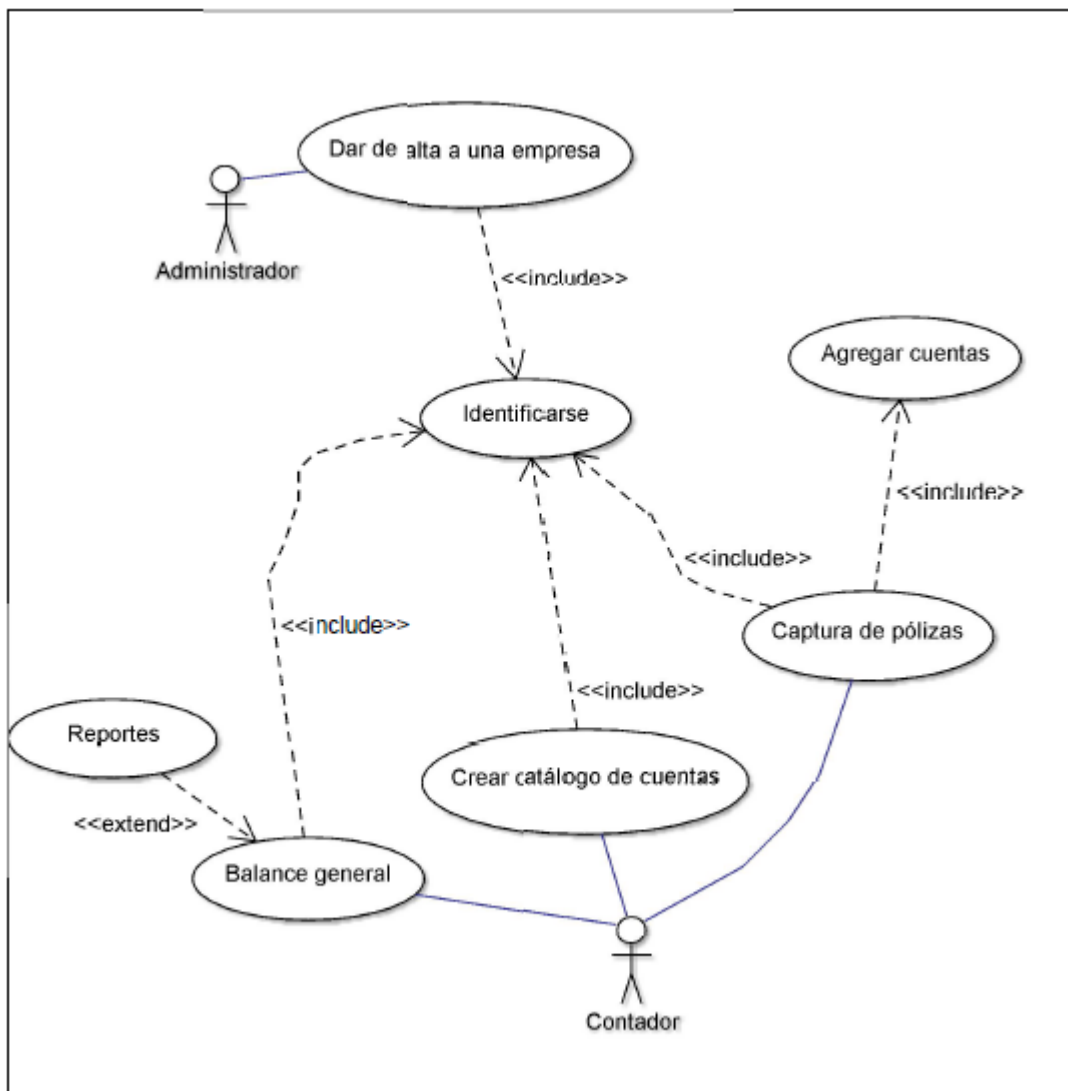 Dar de alta a una empresa
Administrador
<<include>>
Agregar cuentas
Identificarse
<<include>>
<<include>>
<<include>>
Captura de pólizas
<<include>>
Reportes
Crear catálogo de cuentas
<<extend>>
Balance general
Contador